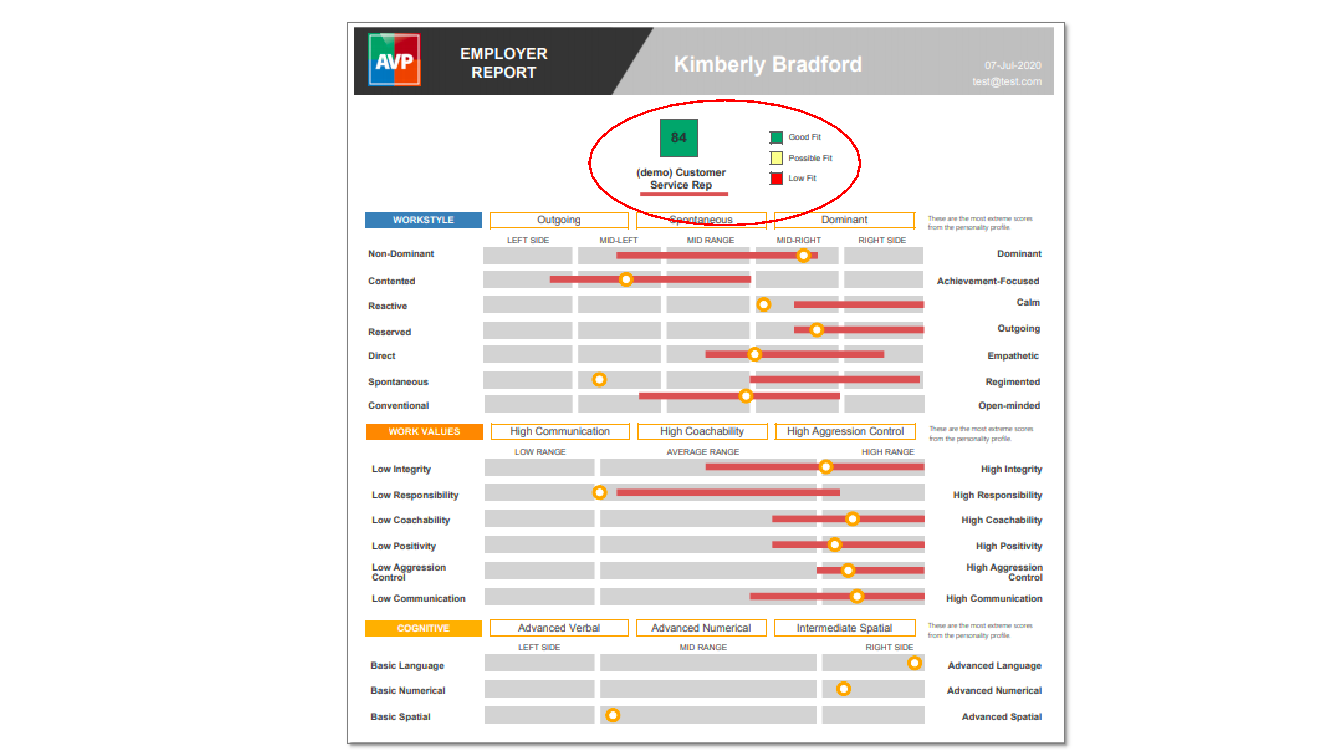 AVP
EMPLOYER
REPORT
Kimberly Bradford
07-Jul-2020
test@test.com
84
(demo) Customer
Service Rep
Good Fit
Possible Fit
Low Fit
WORKSTYLE
Outgoing
Spontaneous
Dominant
These are the most extreme scores
from the personality profile.
LEFT SIDE MID-LEFT MID RANGE MID-RIGHT RIGHT SIDE
Non-Dominant Dominant
Contented Achievement-Focused
Reactive Calm
Reserved Outgoing
Direct Empathetic
Spontaneous Regimented
Conventional Open-minded
WORK VALUES
High Communication
High Coachability
High Aggression Control
These are the most extreme scores
from the personality profile.
LOW RANGE AVERAGE RANGE HIGH RANGE
Low Integrity High Integrity
Low Responsibility High Responsibility
Low Coachability High Coachability
Low Positivity High Positivity
Low Aggression
Control
High Aggression
Control
Low Communication High Communication
COGNITIVE
Advanced Verbal
Advanced Numerical
Intermediate Spatial
These are the most extreme scores
from the personality profile.
LEFT SIDE MID RANGE RIGHT SIDE
Basic Language Advanced Language
Basic Numerical Advanced Numerical
Basic Spatial Advanced Spatial